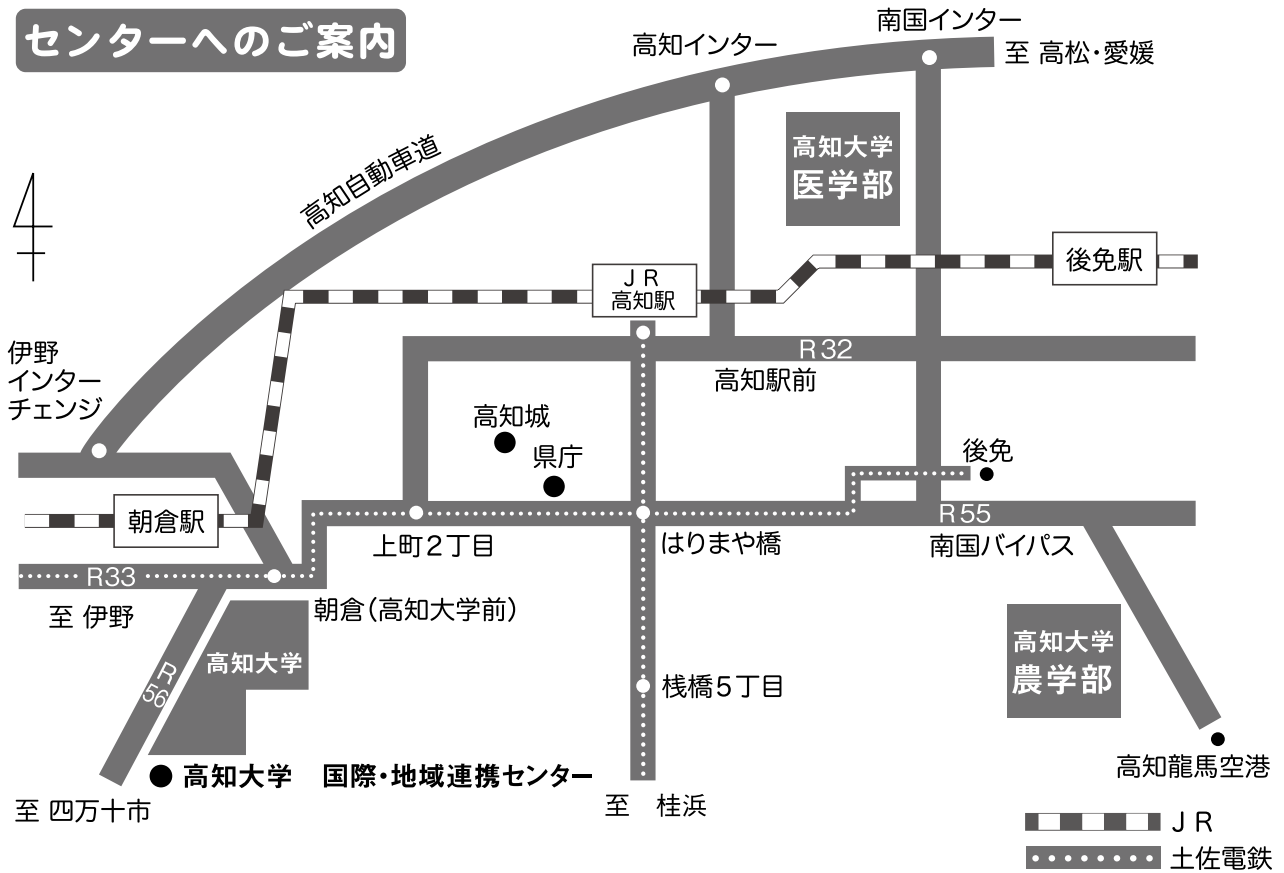 センターへのご案内
南国インター
高知インター
至 高松・愛媛
高知自動車道
高知大学
医学部
後免駅
JR
高知駅
伊野
インター
チェンジ
R32
高知駅前
高知城
県庁
後免
朝倉駅
R55
上町2丁目
はりまや橋
南国バイパス
R33
至 伊野
朝倉(高知大学前)
高知大学
R
56
桟橋5丁目
高知大学
農学部
高知龍馬空港
高知大学 国際・地域連携センター
至 四万十市
至 桂浜
JR
土佐電鉄